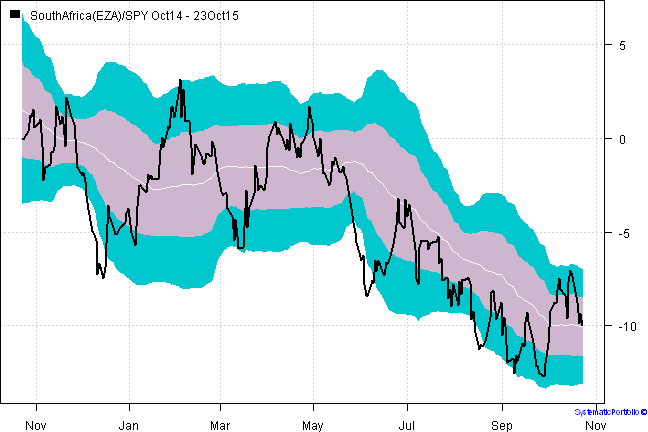 SouthAfrica(EZA)/SPY Oct14 - 23Oct15
5
0
-5
-10
SystematicPortfolio ©
Nov Jan Mar May Jul Sep Nov